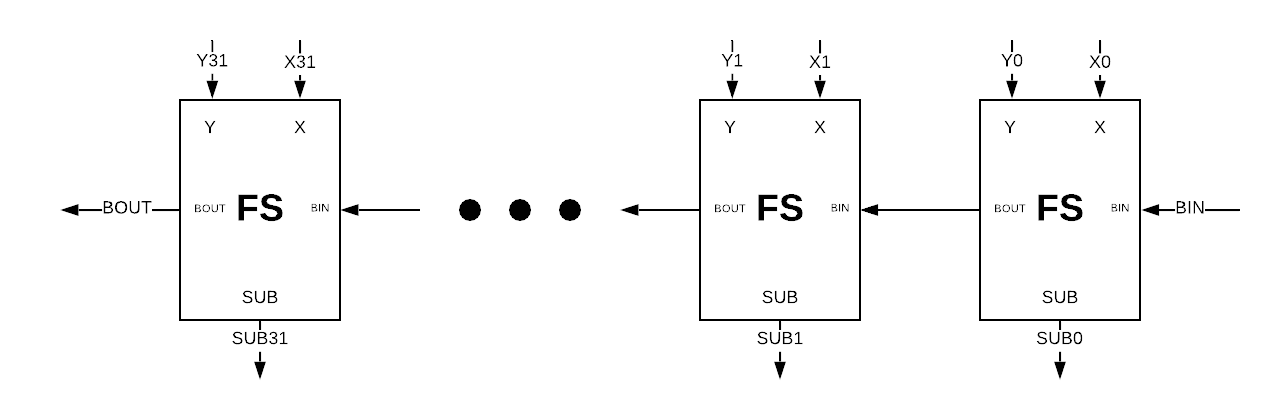 Y31 X31 Y1 X1 Y0 X0
Y X Y X Y X
BOUT BOUT FS BIN BOUT FS BIN BOUT FS BIN BIN
SUB SUB SUB
SUB31 SUB1 SUB0